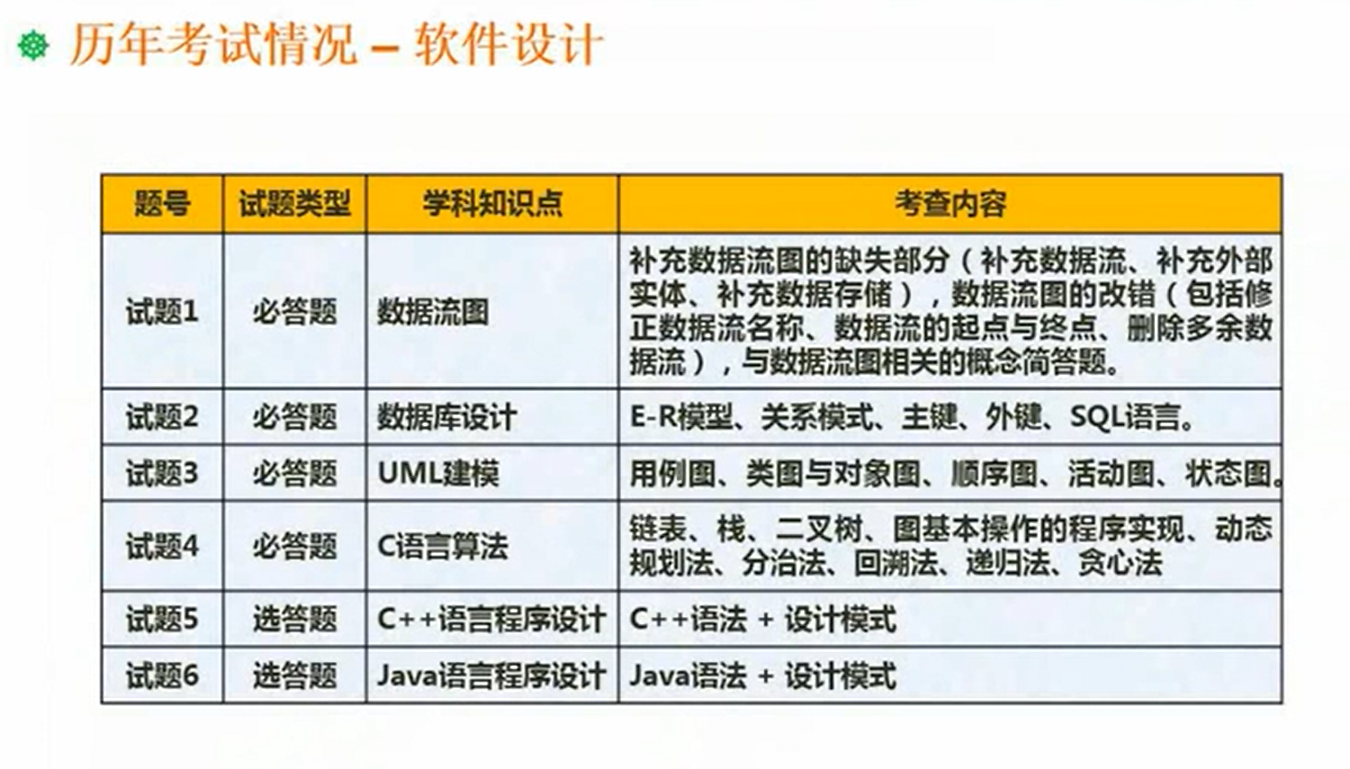 历年考试情况 – 软件设计
题号 试题类型 学科知识点 考查内容
试题1 必答题 数据流图
补充数据流图的缺失部分（补充数据流、补充外部
实体、补充数据存储），数据流图的改错（包括修
正数据流名称、数据流的起点与终点、删除多余数
据流），与数据流图相关的概念简答题。
试题2 必答题 数据库设计 E-R模型、关系模式、主键、外键、SQL语言。
试题3 必答题 UML建模 用例图、类图与对象图、顺序图、活动图、状态图。
试题4 必答题 C语言算法
链表、栈、二叉树、图基本操作的程序实现、动态
规划法、分治法、回溯法、递归法、贪心法
试题5 选答题 C++语言程序设计 C++语法 + 设计模式
试题6 选答题 Java语言程序设计 Java语法 + 设计模式